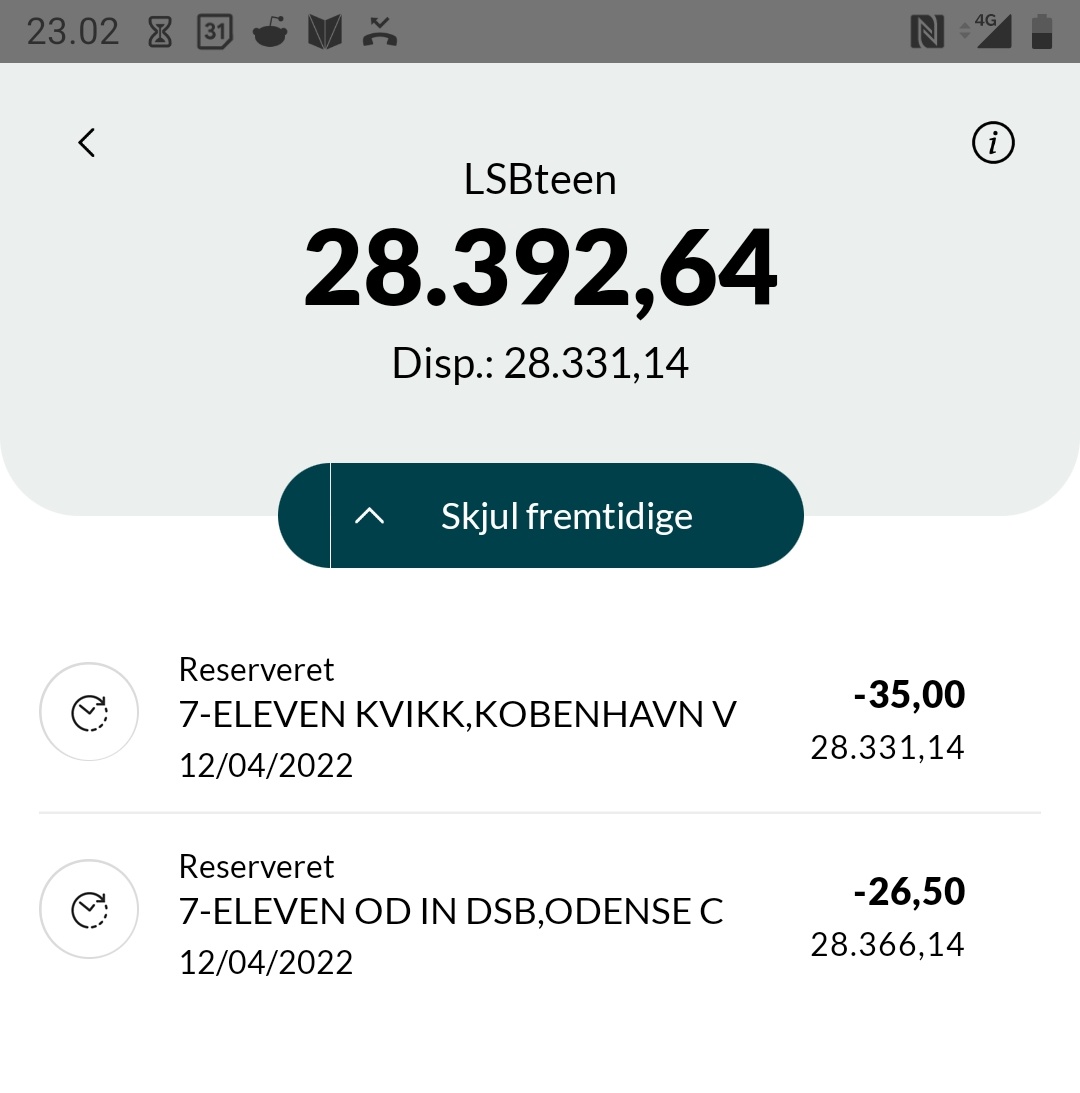 23.02
31
4G
i
LSBteen
28.392,64
Disp.: 28.331,14
Skjul fremtidige
Reserveret
7-ELEVEN KVIKK,KOBENHAVN V
12/04/2022
-35,00
28.331,14
Reserveret
7-ELEVEN OD IN DSB,ODENSE C
12/04/2022
-26,50
28.366,14